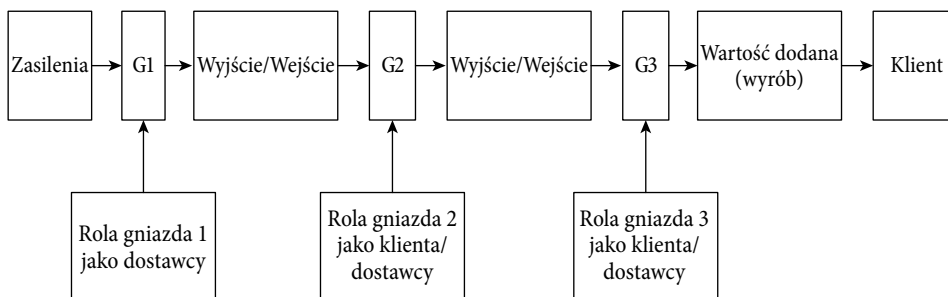 Zasilenia
G1
Wyjście/Wejście
G2
Wyjście/Wejście
G3
Wartość dodana
(wyrób)
Klient
Rola gniazda 1
jako dostawcy
Rola gniazda 2
jako klienta/
dostawcy
Rola gniazda 3
jako klienta/
dostawcy